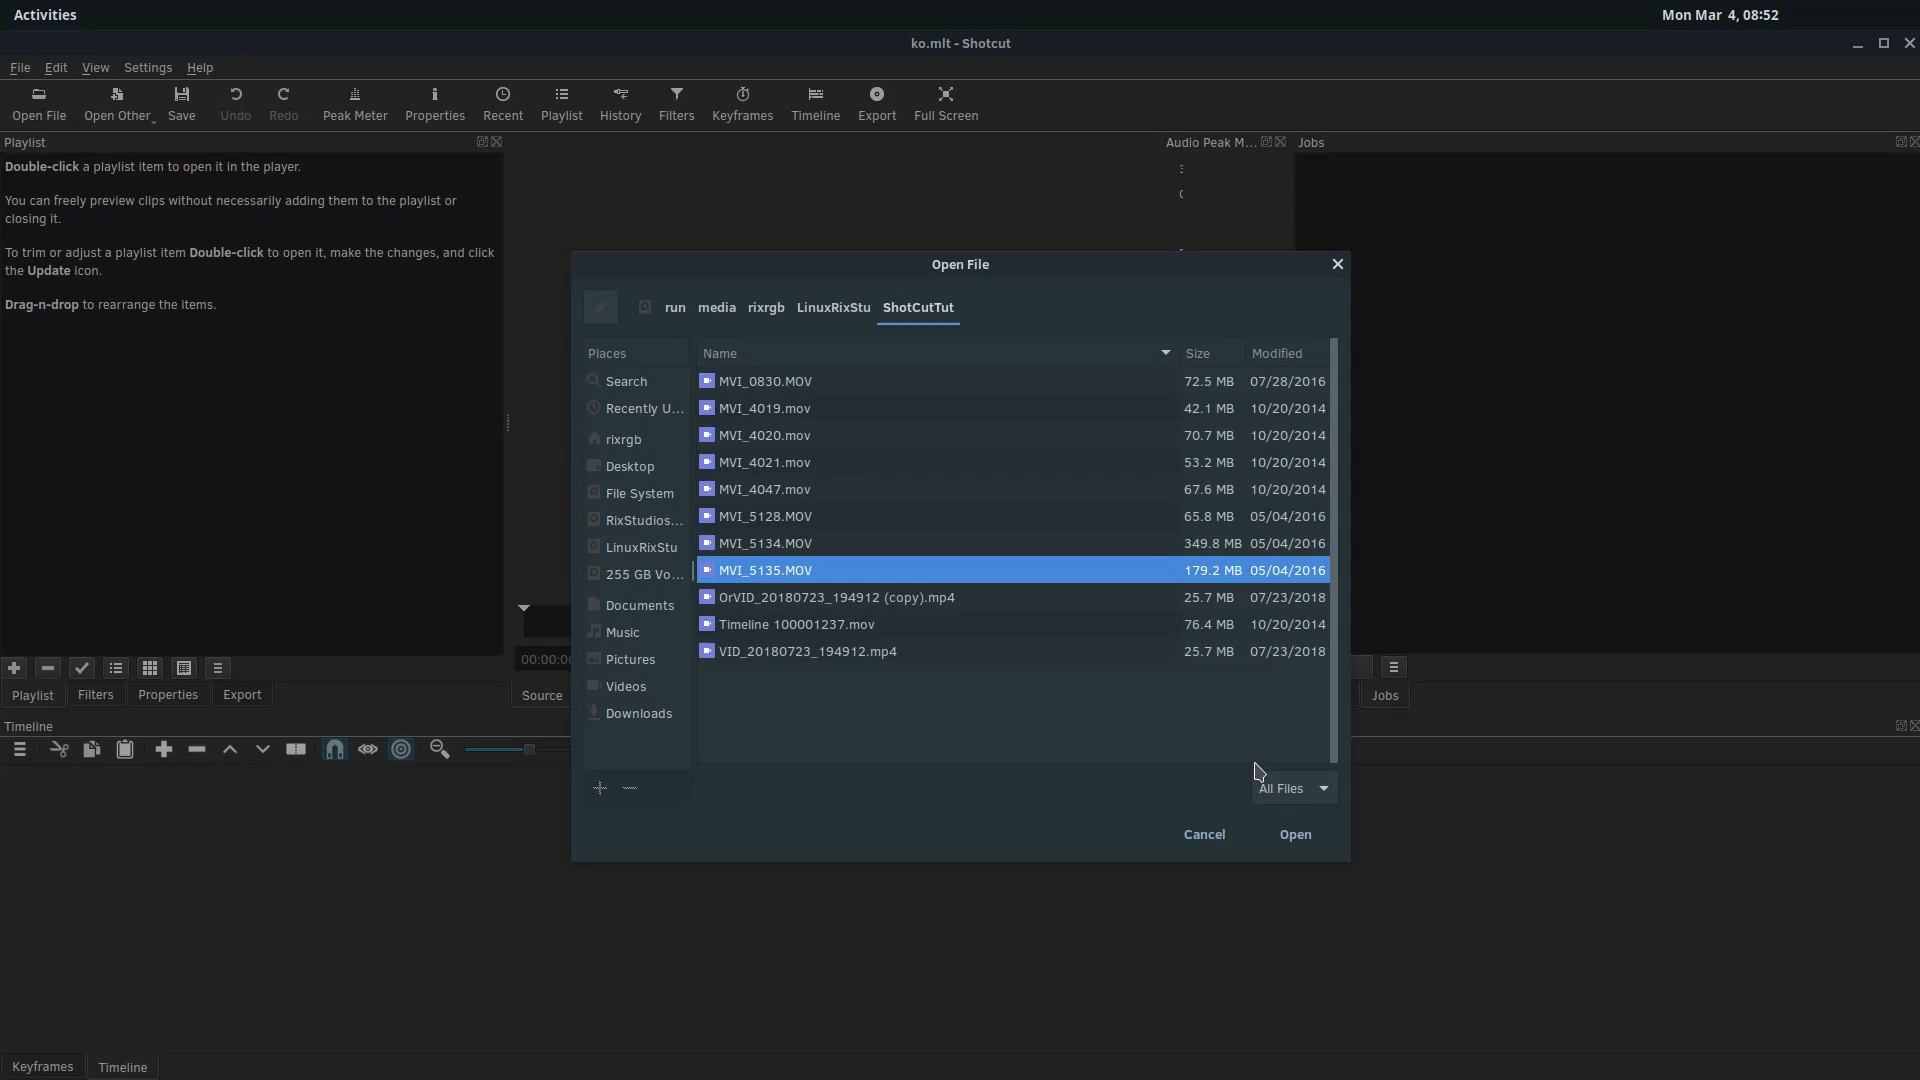 Activities
Mon Mar 4, 08:52
ko.mlt - Shotcut
File Edit View Settings Help
Open File Open Other Save Undo Redo Peak Meter Properties Recent Playlist History Filters Keyframes Timeline Export Full Screen
Playlist
Audio Peak M...
Jobs
Double-click a playlist item to open it in the player.
You can freely preview clips without necessarily adding them to the playlist or
closing it.
To trim or adjust a playlist item Double-click to open it, make the changes, and click
the Update icon.
Drag-n-drop to rearrange the items.
Open File
run media rixrgb LinuxRixStu ShotCutTut
Places
Search
Recently U...
rixrgb
Desktop
File System
RixStudios...
LinuxRixStu
255 GB Vo...
Documents
Music
Pictures
Videos
Downloads
Name Size Modified
MVI_0830.MOV 72.5 MB 07/28/2016
MVI_4019.mov 42.1 MB 10/20/2014
MVI_4020.mov 70.7 MB 10/20/2014
MVI_4021.mov 53.2 MB 10/20/2014
MVI_4047.mov 67.6 MB 10/20/2014
MVI_5128.MOV 65.8 MB 05/04/2016
MVI_5134.MOV 349.8 MB 05/04/2016
MVI_5135.MOV 179.2 MB 05/04/2016
OrVID_20180723_194912 (copy).mp4 25.7 MB 07/23/2018
Timeline 100001237.mov 76.4 MB 10/20/2014
VID_20180723_194912.mp4 25.7 MB 07/23/2018
All Files
Cancel Open
Playlist Filters Properties Export
Source
Jobs
Timeline
Keyframes Timeline